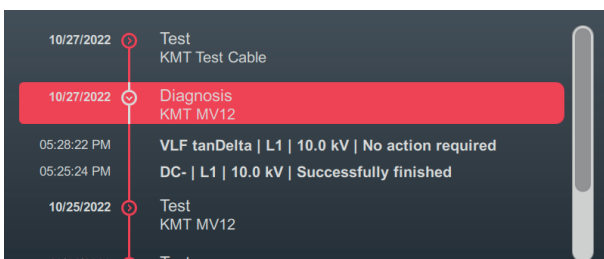 10/27/2022 Test
KMT Test Cable
10/27/2022 Diagnosis
KMT MV12
05:28:22 PM VLF tanDelta | L1 | 10.0 kV | No action required
05:25:24 PM DC- | L1 | 10.0 kV | Successfully finished
10/25/2022 Test
KMT MV12